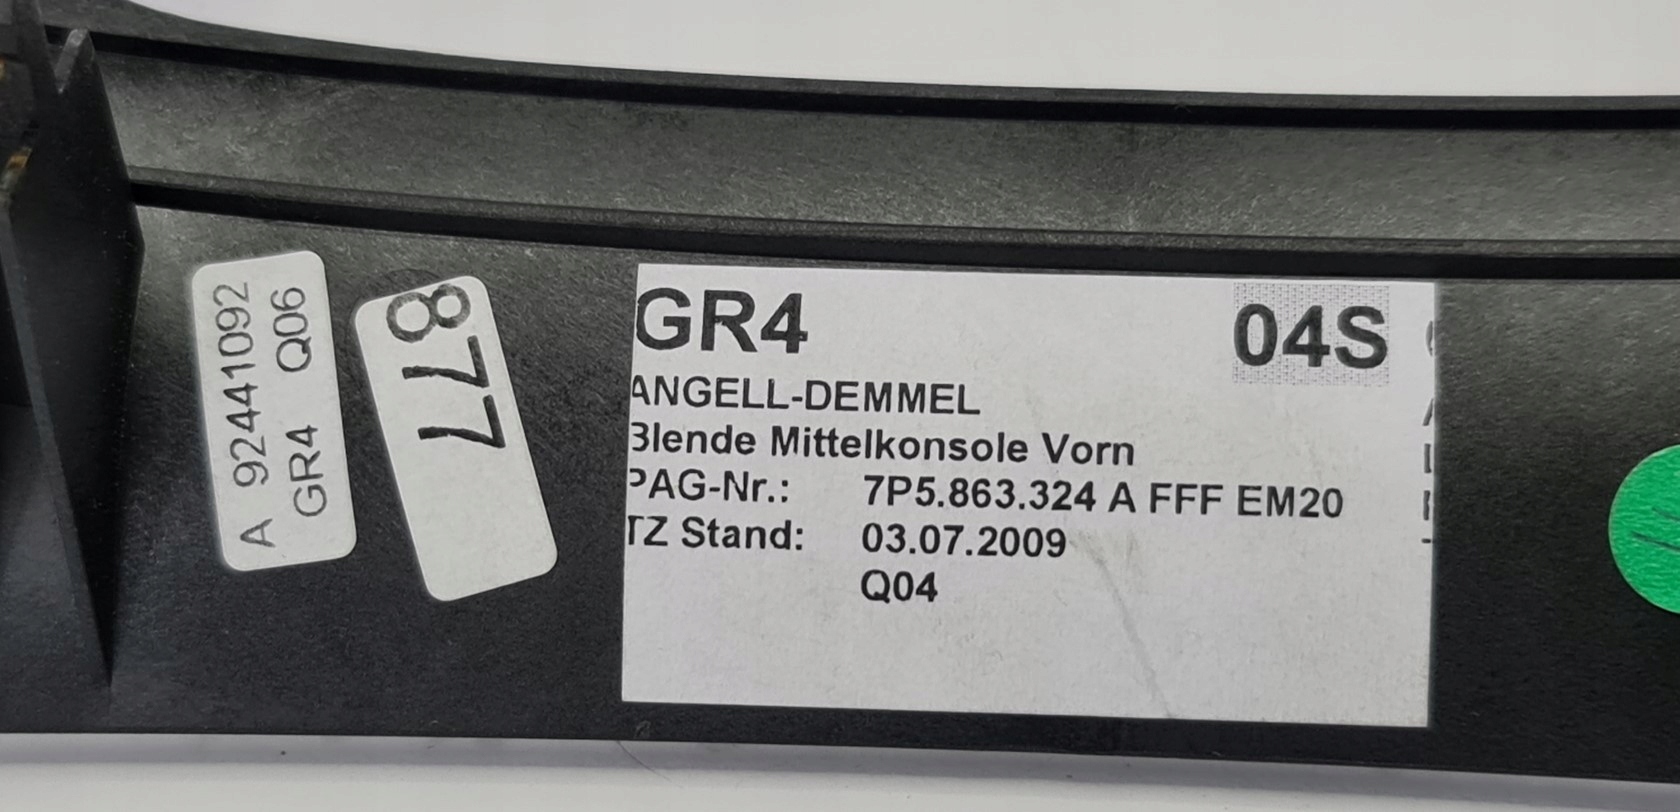 A 92441092
GR4 Q06
877
GR4 04S
ANGELL-DEMMEL
Blende Mittelkonsole Vorn
PAG-Nr.: 7P5.863.324 A FFF EM20
TZ Stand: 03.07.2009
Q04